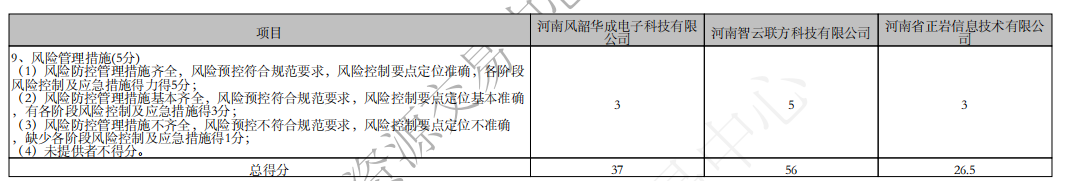 项目
河南风韶华成电子科技有限
公司
河南智云联方科技有限公司
河南省正岩信息技术有限公
司
9、风险管理措施(5分)
（1）风险防控管理措施齐全，风险预控符合规范要求，风险控制要点定位准确，各阶段
风险控制及应急措施得力得5分；
（2）风险防控管理措施基本齐全，风险预控符合规范要求，风险控制要点定位基本准确
，有各阶段风险控制及应急措施得3分；
（3）风险防控管理措施不齐全，风险预控不符合规范要求，风险控制要点定位不准确
，缺少各阶段风险控制及应急措施得1分；
（4）未提供者不得分。
3
5
3
总得分
37
56
26.5
资源交易中心
易中心